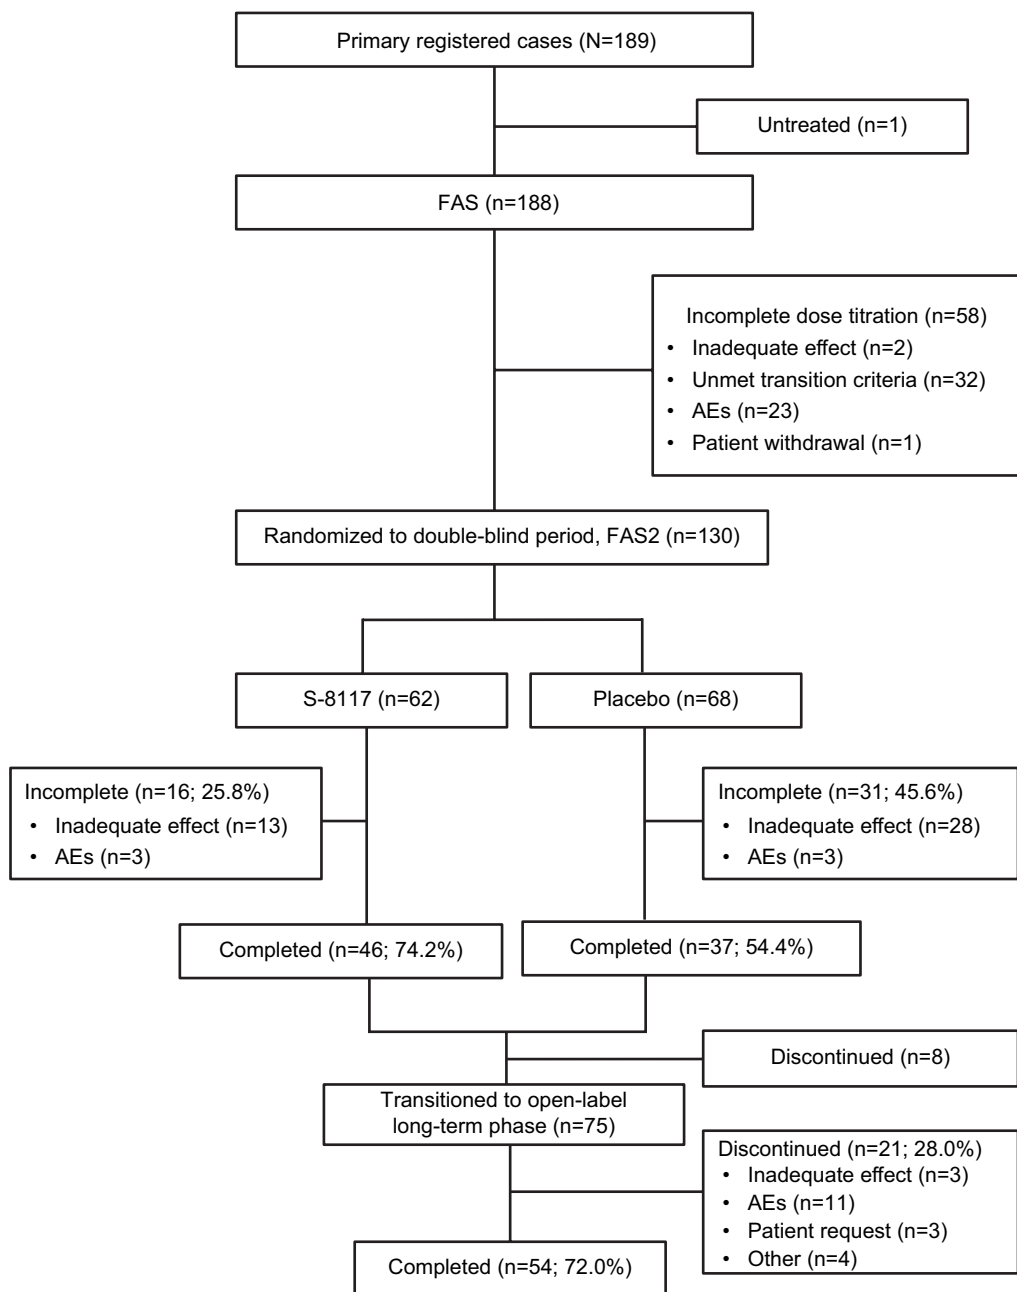 Primary registered cases (N=189)
Untreated (n=1)
FAS (n=188)
Incomplete dose titration (n=58)
• Inadequate effect (n=2)
• Unmet transition criteria (n=32)
• AEs (n=23)
• Patient withdrawal (n=1)
Randomized to double-blind period, FAS2 (n=130)
S-8117 (n=62)
Placebo (n=68)
Incomplete (n=16; 25.8%)
• Inadequate effect (n=13)
• AEs (n=3)
Incomplete (n=31; 45.6%)
• Inadequate effect (n=28)
• AEs (n=3)
Completed (n=46; 74.2%)
Completed (n=37; 54.4%)
Discontinued (n=8)
Transitioned to open-label
long-term phase (n=75)
Discontinued (n=21; 28.0%)
• Inadequate effect (n=3)
• AEs (n=11)
• Patient request (n=3)
• Other (n=4)
Completed (n=54; 72.0%)